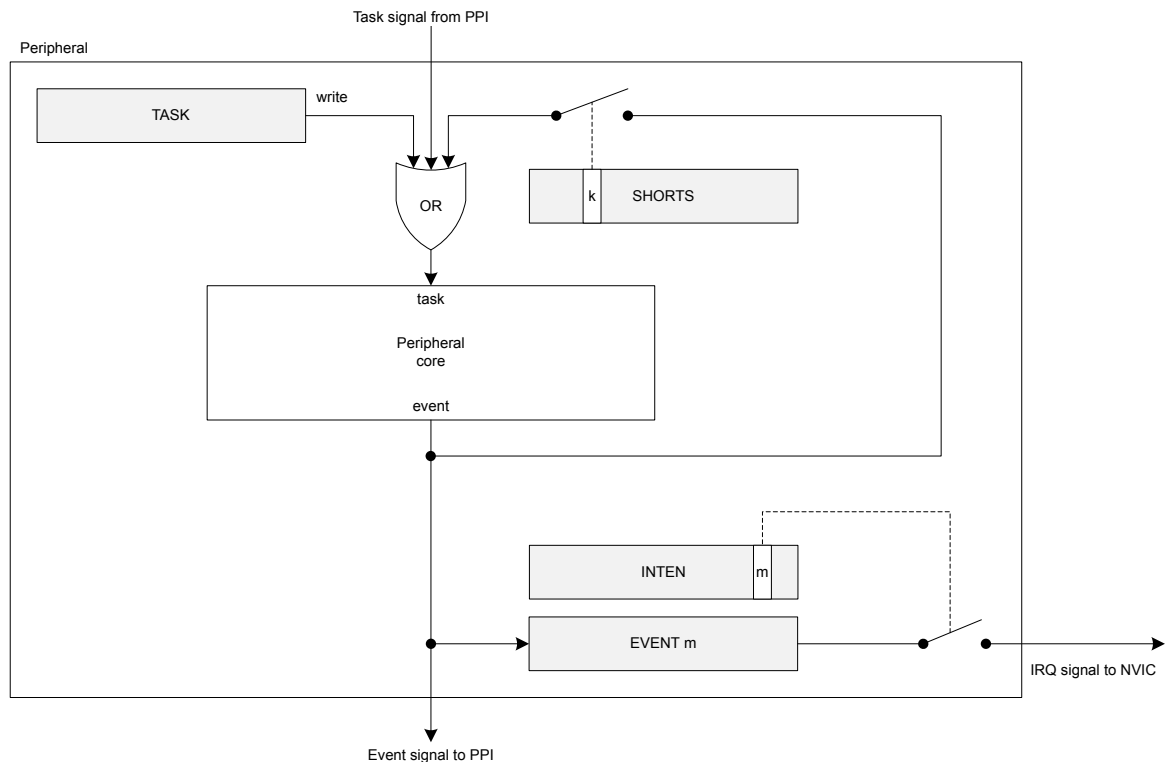 Task signal from PPI
Peripheral
write
TASK
k
SHORTS
OR
task
Peripheral
core
event
INTEN
m
EVENT m
IRQ signal to NVIC
Event signal to PPI